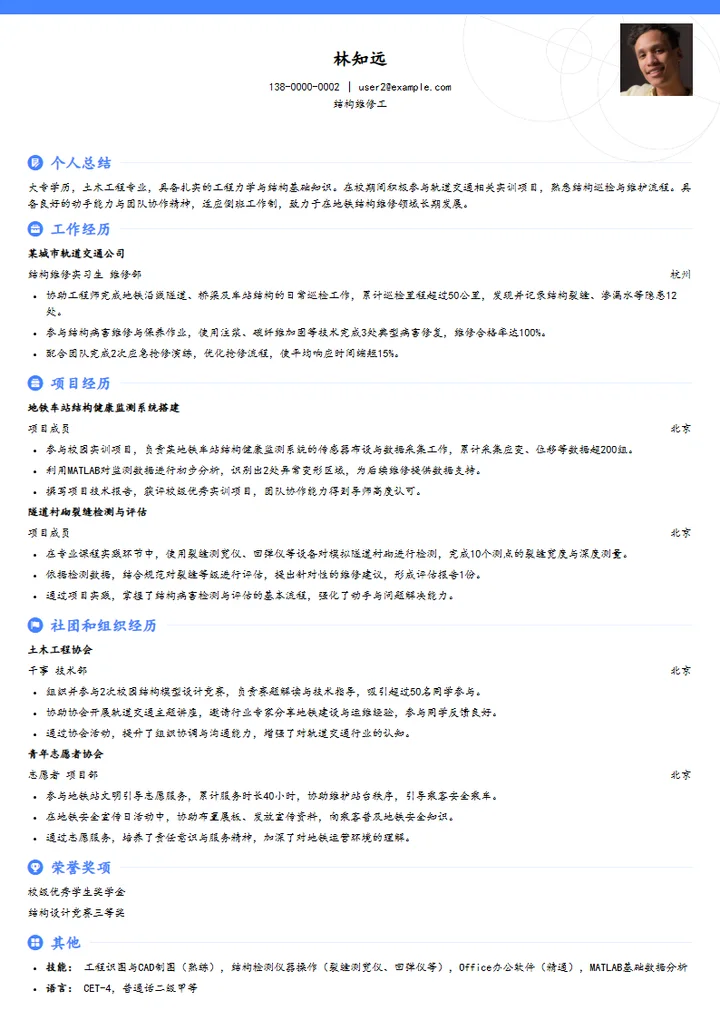 林知远
138-0000-0002 | user2@example.com
结构维修工
个人总结
大专学历，土木工程专业，具备扎实的工程力学与结构基础知识。在校期间积极参与轨道交通相关实训项目，熟悉结构巡检与维护流程。具
备良好的动手能力与团队协作精神，适应倒班工作制，致力于在地铁结构维修领域长期发展。
工作经历
某城市轨道交通公司
结构维修实习生 维修部 杭州
• 协助工程师完成地铁沿线隧道、桥梁及车站结构的日常巡检工作，累计巡检里程超过50公里，发现并记录结构裂缝、渗漏水等隐患12
处。
• 参与结构病害维修与保养作业，使用注浆、碳纤维加固等技术完成3处典型病害修复，维修合格率达100%。
• 配合团队完成2次应急抢修演练，优化抢修流程，使平均响应时间缩短15%。
项目经历
地铁车站结构健康监测系统搭建
项目成员 北京
• 参与校园实训项目，负责某地铁车站结构健康监测系统的传感器布设与数据采集工作，累计采集应变、位移等数据超200组。
• 利用MATLAB对监测数据进行初步分析，识别出2处异常变形区域，为后续维修提供数据支持。
• 撰写项目技术报告，获评校级优秀实训项目，团队协作能力得到导师高度认可。
隧道衬砌裂缝检测与评估
项目成员 北京
• 在专业课程实践环节中，使用裂缝测宽仪、回弹仪等设备对模拟隧道衬砌进行检测，完成10个测点的裂缝宽度与深度测量。
• 依据检测数据，结合规范对裂缝等级进行评估，提出针对性的维修建议，形成评估报告1份。
• 通过项目实践，掌握了结构病害检测与评估的基本流程，强化了动手与问题解决能力。
社团和组织经历
土木工程协会
干事 技术部 北京
• 组织并参与2次校园结构模型设计竞赛，负责赛题解读与技术指导，吸引超过50名同学参与。
• 协助协会开展轨道交通主题讲座，邀请行业专家分享地铁建设与运维经验，参与同学反馈良好。
• 通过协会活动，提升了组织协调与沟通能力，增强了对轨道交通行业的认知。
青年志愿者协会
志愿者 项目部 北京
• 参与地铁站文明引导志愿服务，累计服务时长40小时，协助维护站台秩序，引导乘客安全乘车。
• 在地铁安全宣传日活动中，协助布置展板、发放宣传资料，向乘客普及地铁安全知识。
• 通过志愿服务，培养了责任意识与服务精神，加深了对地铁运营环境的理解。
荣誉奖项
校级优秀学生奖学金
结构设计竞赛三等奖
其他
• 技能： 工程识图与CAD制图（熟练），结构检测仪器操作（裂缝测宽仪、回弹仪等），Office办公软件（精通），MATLAB基础数据分析
• 语言： CET-4，普通话二级甲等